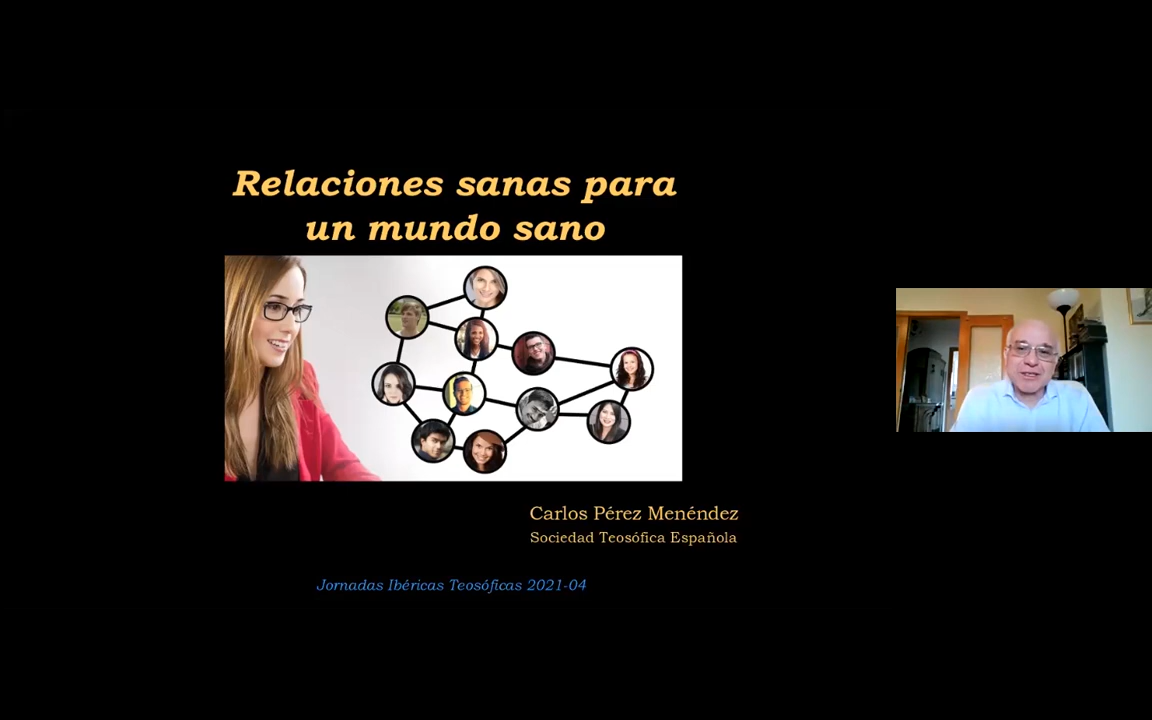 Relaciones sanas para
un mundo sano
Carlos Pérez Menéndez
Sociedad Teosófica Española
Jornadas Ibéricas Teosóficas 2021-04